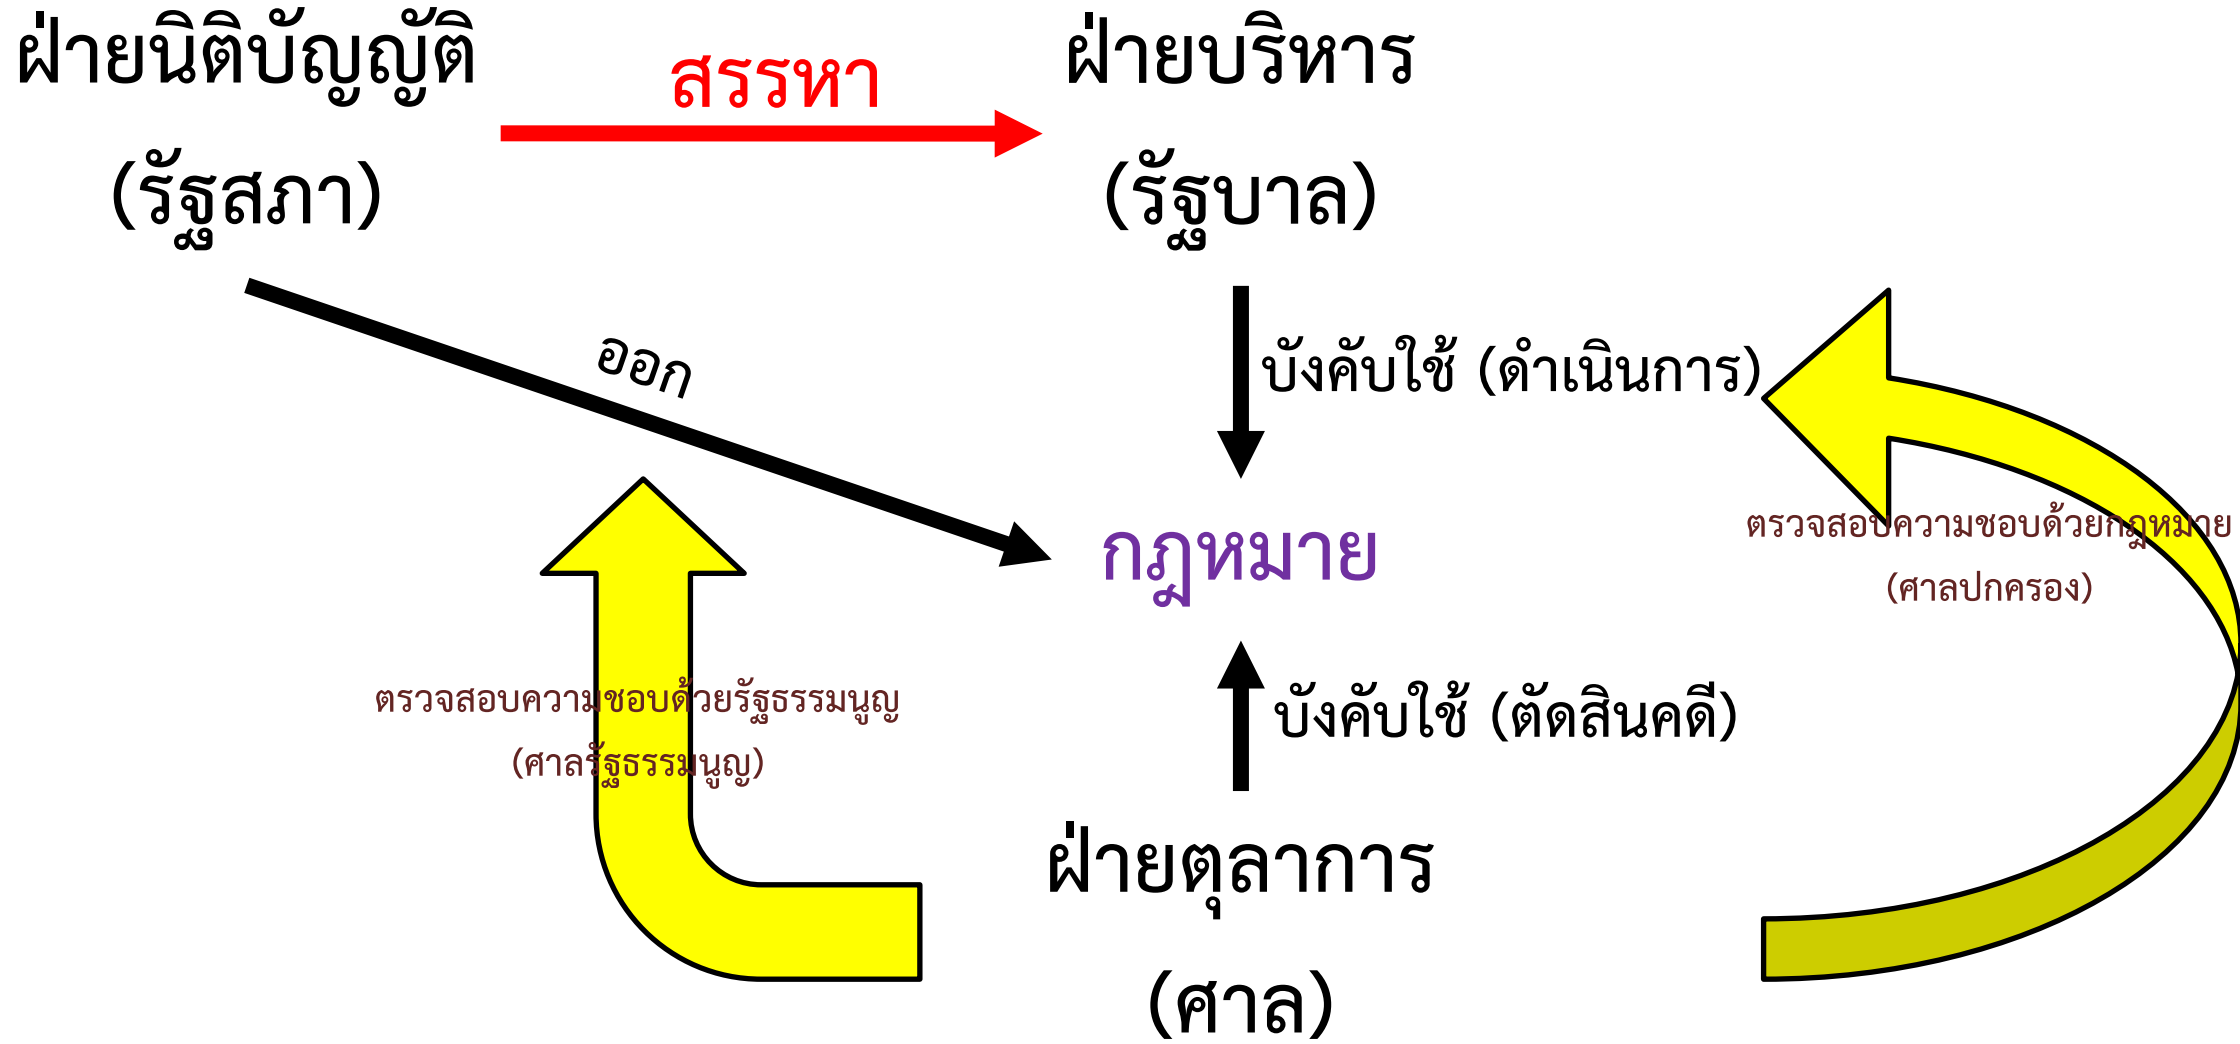 ฝ่ายนิติบัญญัติ
(รัฐสภา)
สรรหา
ฝ่ายบริหาร
(รัฐบาล)
ออก
บังคับใช้ (ดำเนินการ)
กฎหมาย
ตรวจสอบความชอบด้วยกฎหมาย
(ศาลปกครอง)
ตรวจสอบความชอบด้วยรัฐธรรมนูญ
(ศาลรัฐธรรมนูญ)
บังคับใช้ (ตัดสินคดี)
ฝ่ายตุลาการ
(ศาล)